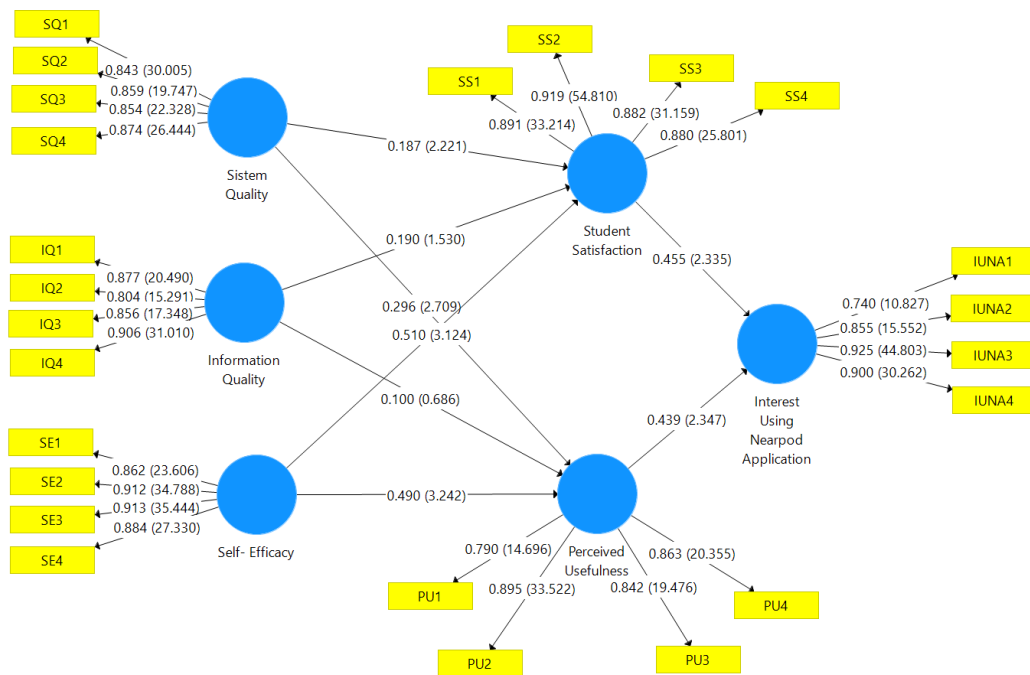 SQ1
SQ2
SQ3
SQ4
0.843 (30.005)
0.859 (19.747)
0.854 (22.328)
0.874 (26.444)
Sistem
Quality
SS1
SS2
SS3
SS4
0.891 (33.214)
0.919 (54.810)
0.882 (31.159)
0.880 (25.801)
0.187 (2.221)
Student
Satisfaction
IQ1
IQ2
IQ3
IQ4
0.877 (20.490)
0.804 (15.291)
0.856 (17.348)
0.906 (31.010)
Information
Quality
0.190 (1.530)
0.296 (2.709)
0.510 (3.124)
0.100 (0.686)
0.455 (2.335)
0.439 (2.347)
IUNA1
IUNA2
IUNA3
IUNA4
0.740 (10.827)
0.855 (15.552)
0.925 (44.803)
0.900 (30.262)
Interest
Using
Nearpod
Application
SE1
SE2
SE3
SE4
0.862 (23.606)
0.912 (34.788)
0.913 (35.444)
0.884 (27.330)
Self- Efficacy
0.490 (3.242)
Perceived
Usefulness
0.790 (14.696)
0.895 (33.522)
0.842 (19.476)
0.863 (20.355)
PU1
PU2
PU3
PU4